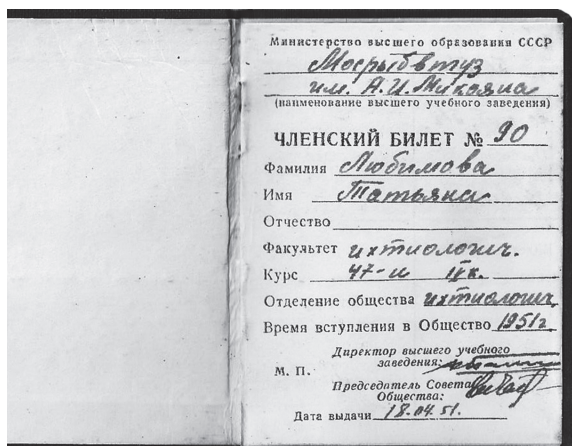 Министерство высшего образования СССР
Мосрыбвтуз
им. А.И. Микояна
(наименование высшего учебного заведения)
ЧЛЕНСКИЙ БИЛЕТ № 90
Фамилия Любимова
Имя Татьяна
Отчество
Факультет ихтиологич.
Курс 47-и IV к.
Отделение общества ихтиологич.
Время вступления в Общество 1951г
Директор высшего учебного
заведения:
М. П.
Председатель Совета
Общества:
Дата выдачи 18.04.51.